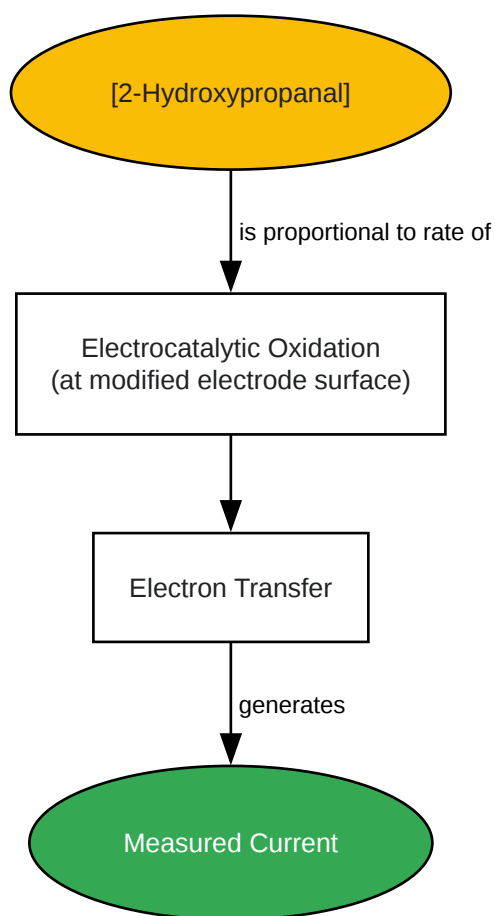 [2-Hydroxypropanal]
is proportional to rate of
Electrocatalytic Oxidation
(at modified electrode surface)
Electron Transfer
generates
Measured Current